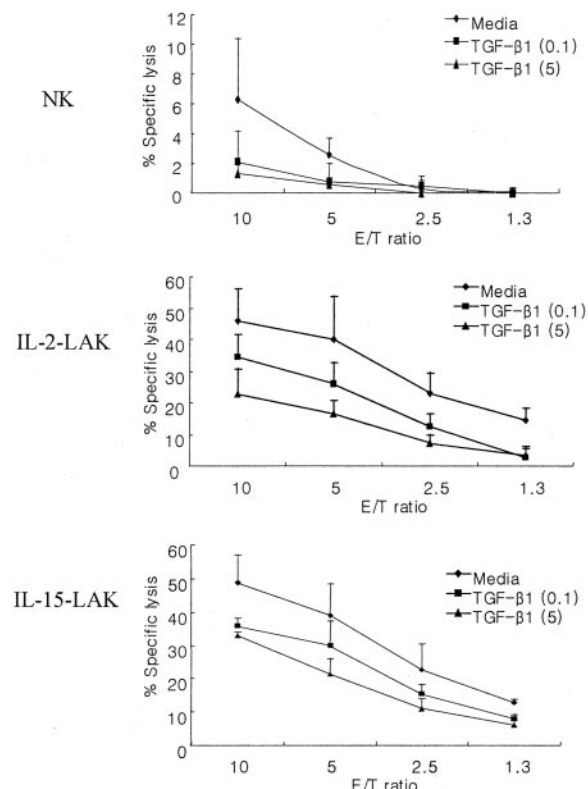 NK
% Specific lysis
12
10
8
6
4
2
0
Media
TGF-β1 (0.1)
TGF-β1 (5)
10 5 2.5 1.3
E/T ratio
IL-2-LAK
% Specific lysis
60
50
40
30
20
10
0
Media
TGF-β1 (0.1)
TGF-β1 (5)
10 5 2.5 1.3
E/T ratio
IL-15-LAK
% Specific lysis
60
50
40
30
20
10
0
Media
TGF-β1 (0.1)
TGF-β1 (5)
10 5 2.5 1.3
E/T ratio